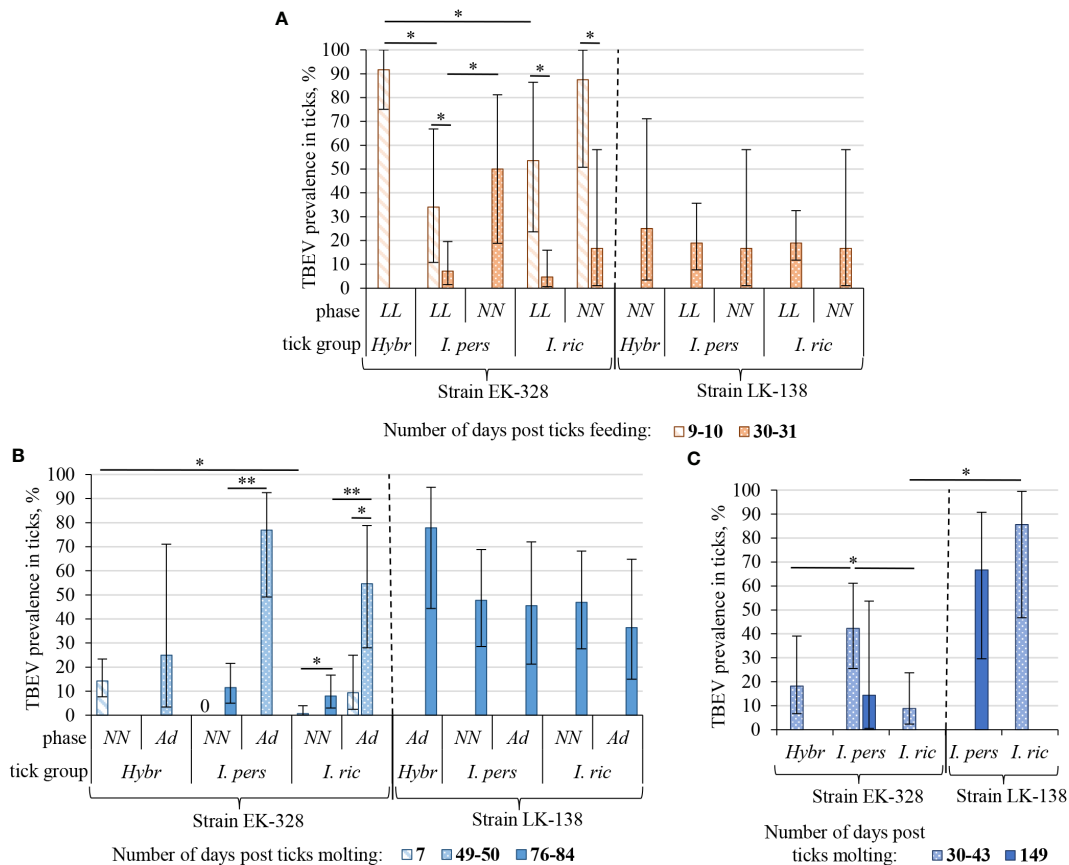 A
*
* *
* * * *
TBEV prevalence in ticks, %
100
90
80
70
60
50
40
30
20
10
0
phase LL LL NN LL NN NN LL NN LL NN
tick group Hybr I. pers I. ric Hybr I. pers I. ric
Strain EK-328 Strain LK-138
Number of days post ticks feeding: 9-10 30-31
B
*
** **
*
*
TBEV prevalence in ticks, %
100
90
80
70
60
50
40
30
20
10
0
0
phase NN Ad NN Ad NN Ad Ad NN Ad NN Ad
tick group Hybr I. pers I. ric Hybr I. pers I. ric
Strain EK-328 Strain LK-138
Number of days post ticks molting: 7 49-50 76-84
C
*
*
TBEV prevalence in ticks, %
100
90
80
70
60
50
40
30
20
10
0
Hybr I. pers I. ric I. pers I. ric
Strain EK-328 Strain LK-138
Number of days post
ticks molting: 30-43 149